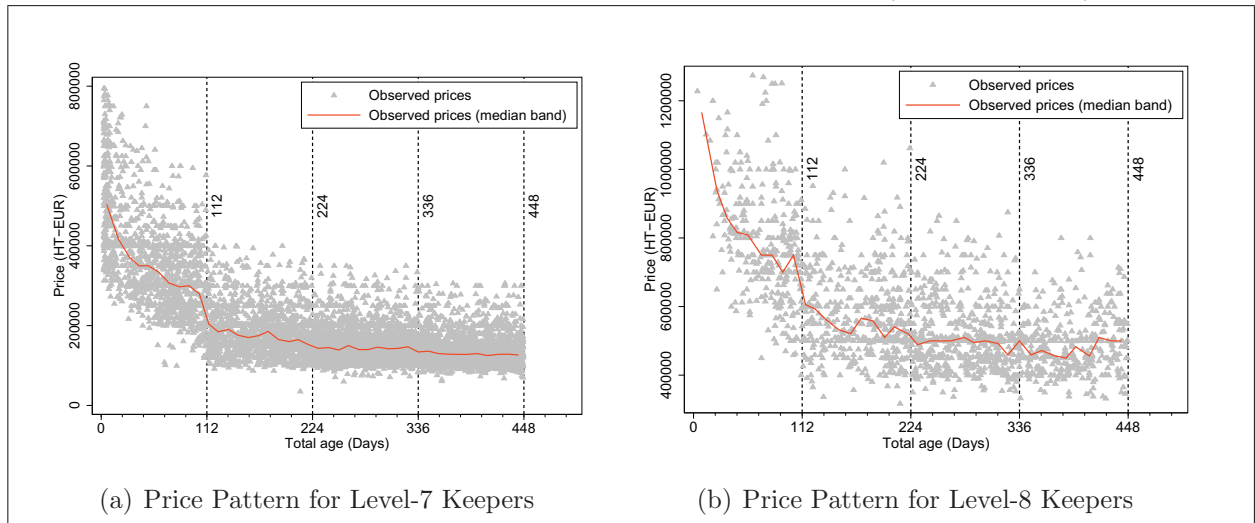 Observed prices
Observed prices (median band)
Price (HT−EUR)
0
200000
400000
600000
800000
112
224
336
448
0
112
224
336
448
Total age (Days)
(a) Price Pattern for Level-7 Keepers
Observed prices
Observed prices (median band)
Price (HT−EUR)
400000
600000
800000
1000000
1200000
112
224
336
448
0
112
224
336
448
Total age (Days)
(b) Price Pattern for Level-8 Keepers